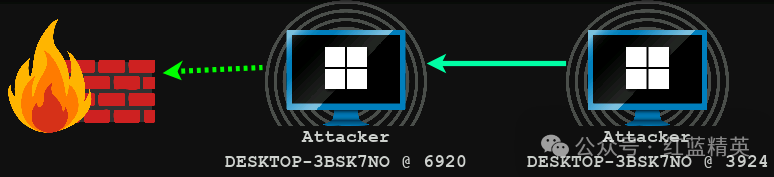 Attacker
DESKTOP-3BSK7NO @ 6920
Attacker
DESKTOP-3BSK7NO @ 3924
公众号·红蓝精英